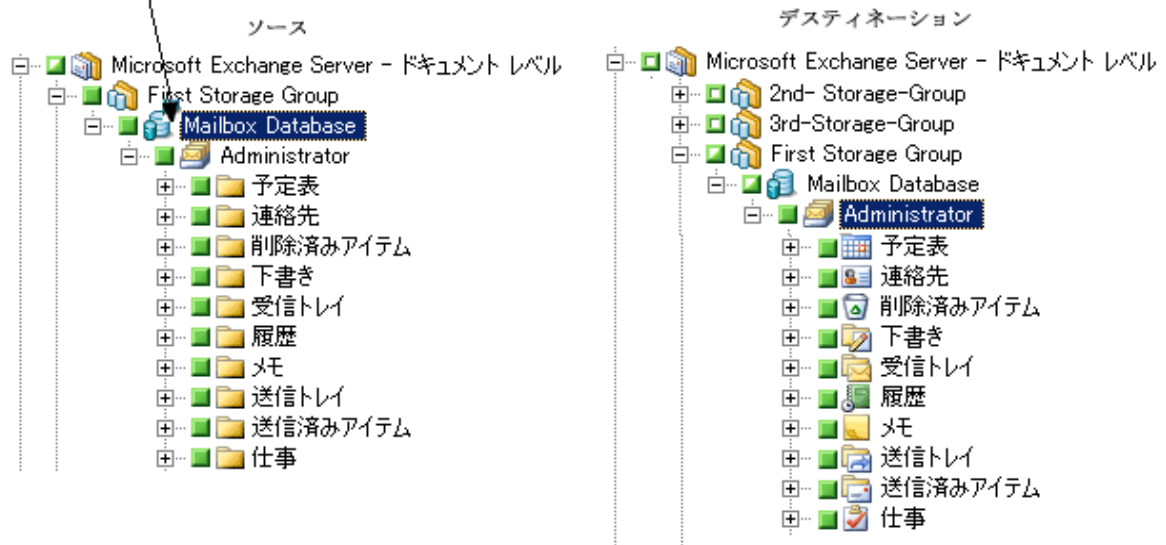 ソース
Microsoft Exchange Server - ドキュメント レベル
First Storage Group
Mailbox Database
Administrator
予定表
連絡先
削除済みアイテム
下書き
受信トレイ
履歴
メモ
送信トレイ
送信済みアイテム
仕事
デスティネーション
Microsoft Exchange Server - ドキュメント レベル
2nd- Storage-Group
3rd-Storage-Group
First Storage Group
Mailbox Database
Administrator
予定表
連絡先
削除済みアイテム
下書き
受信トレイ
履歴
メモ
送信トレイ
送信済みアイテム
仕事